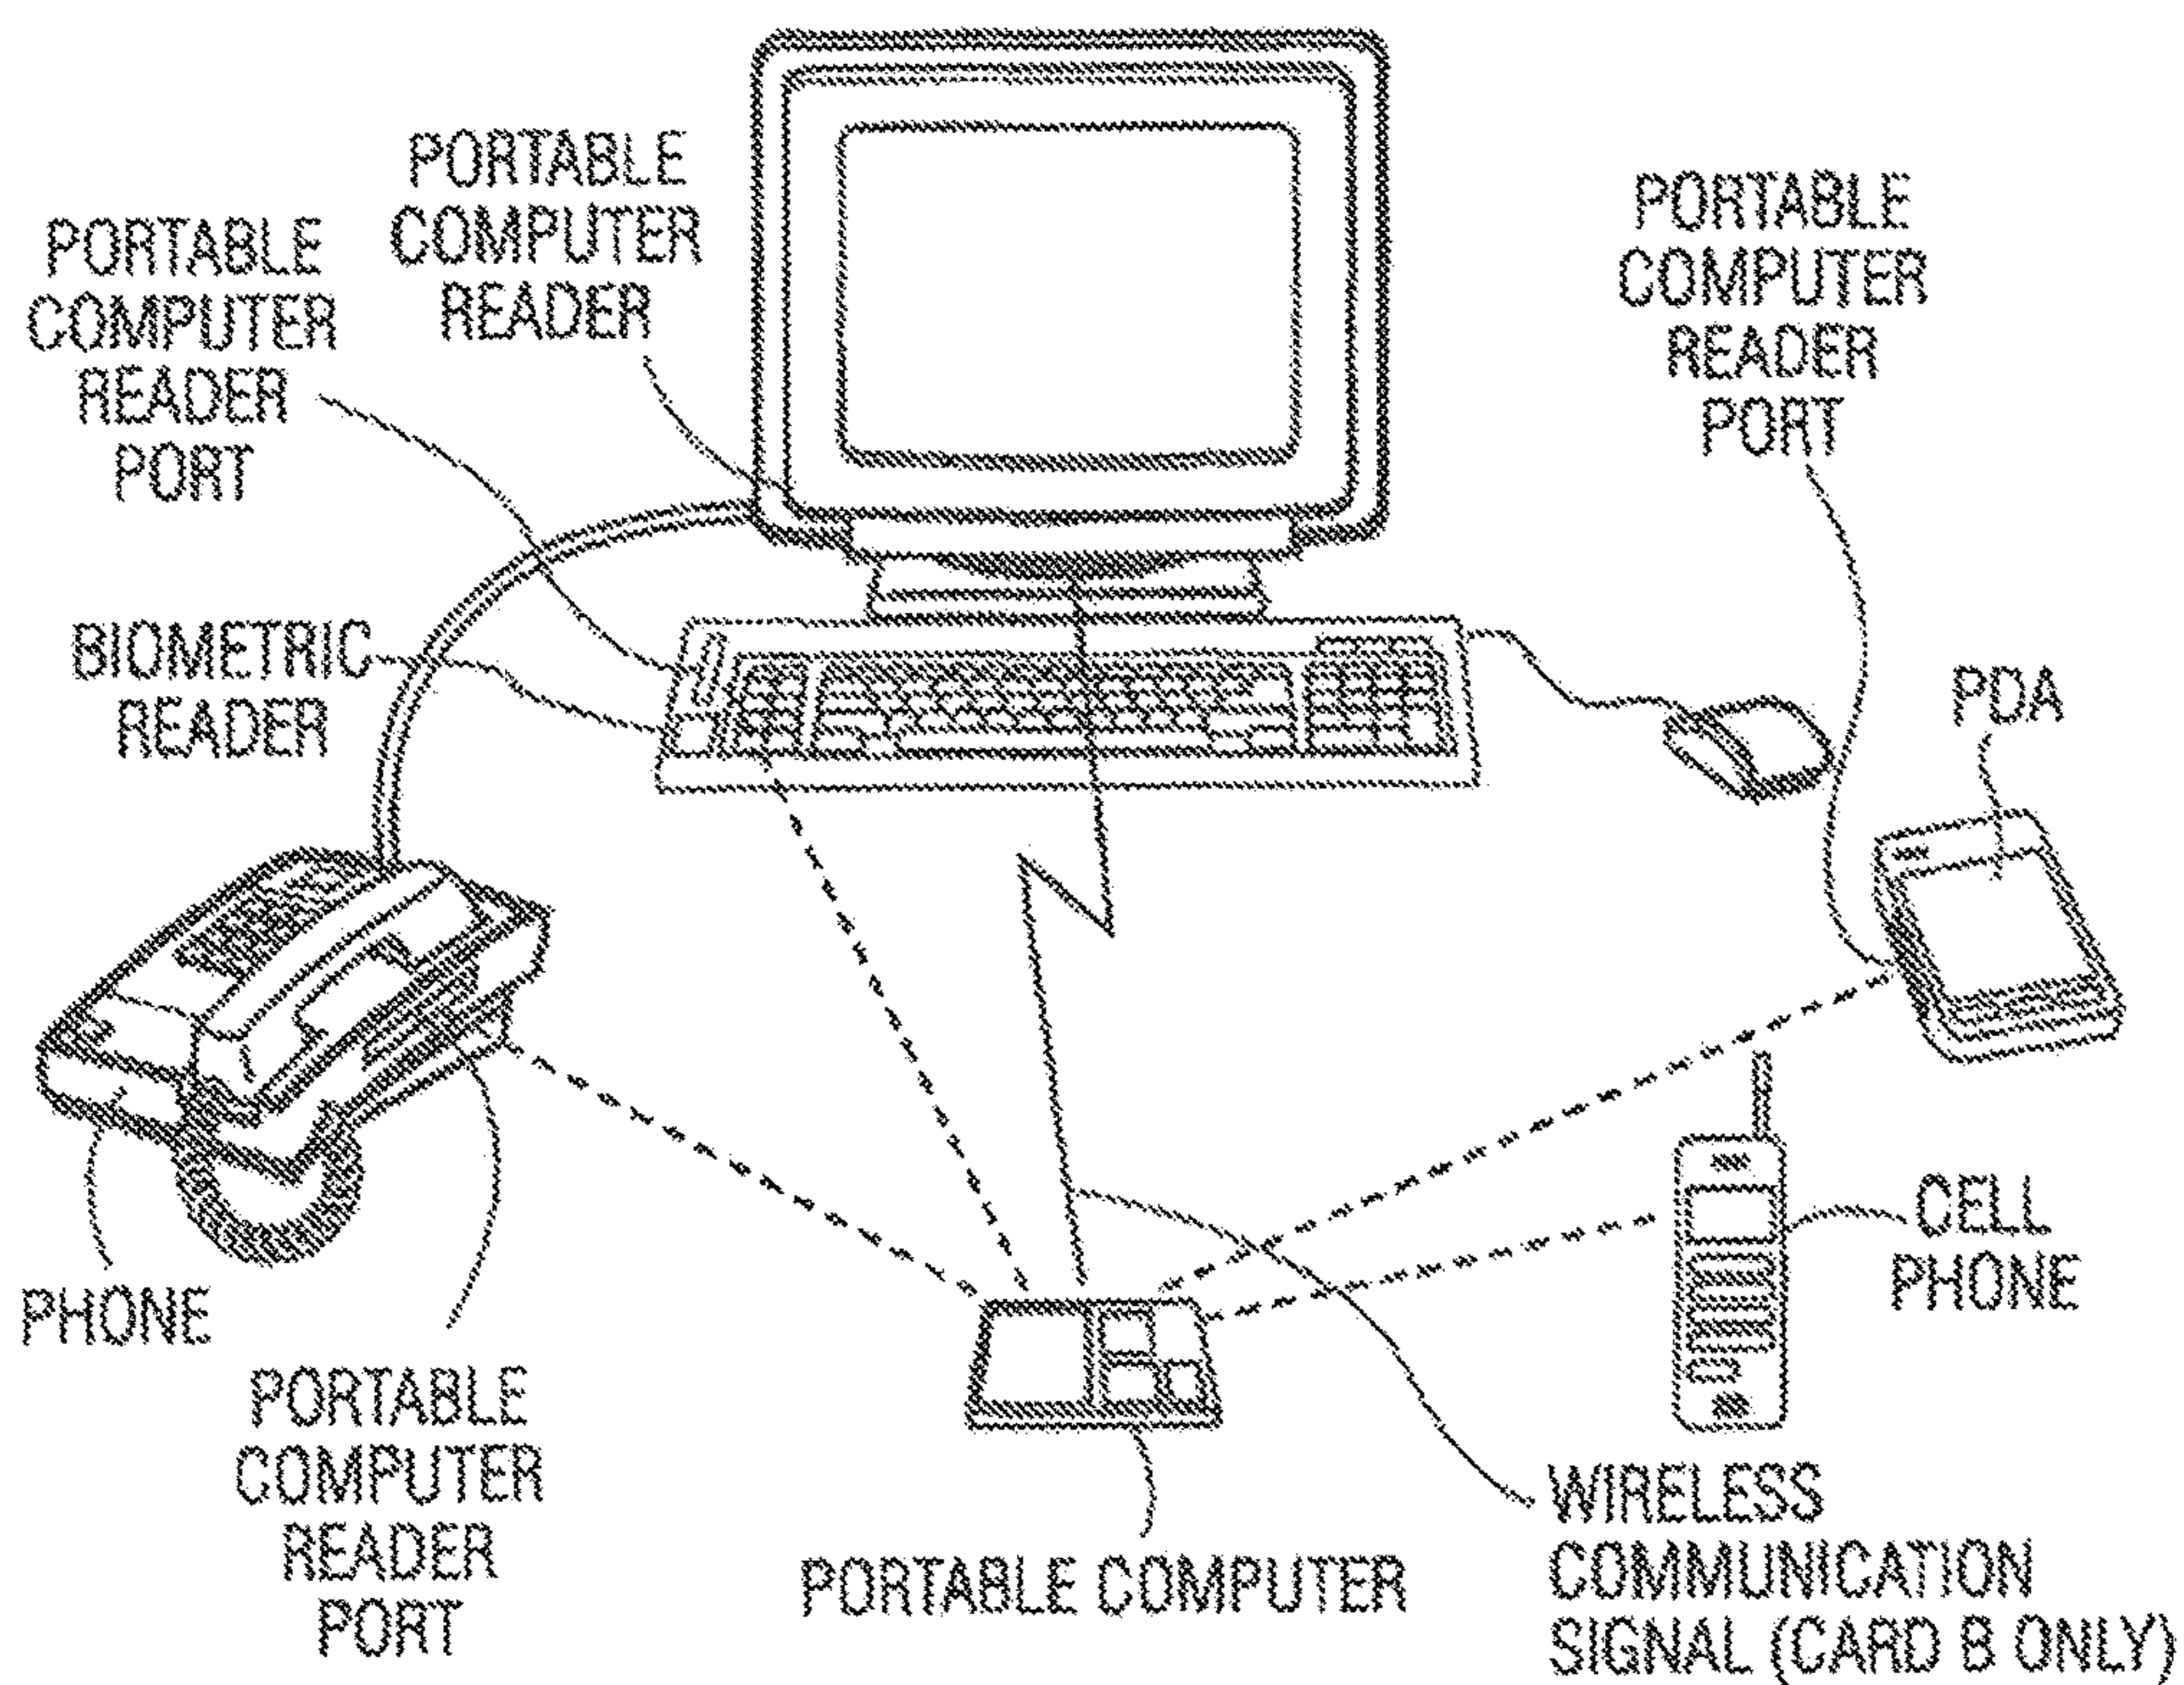 PORTABLE
COMPUTER
READER
PORT
PORTABLE
COMPUTER
READER
PORTABLE
COMPUTER
READER
PORT
BIOMETRIC
READER
PDA
PHONE
PORTABLE
COMPUTER
READER
PORT
PORTABLE COMPUTER
CELL
PHONE
WIRELESS
COMMUNICATION
SIGNAL (CARD B ONLY)